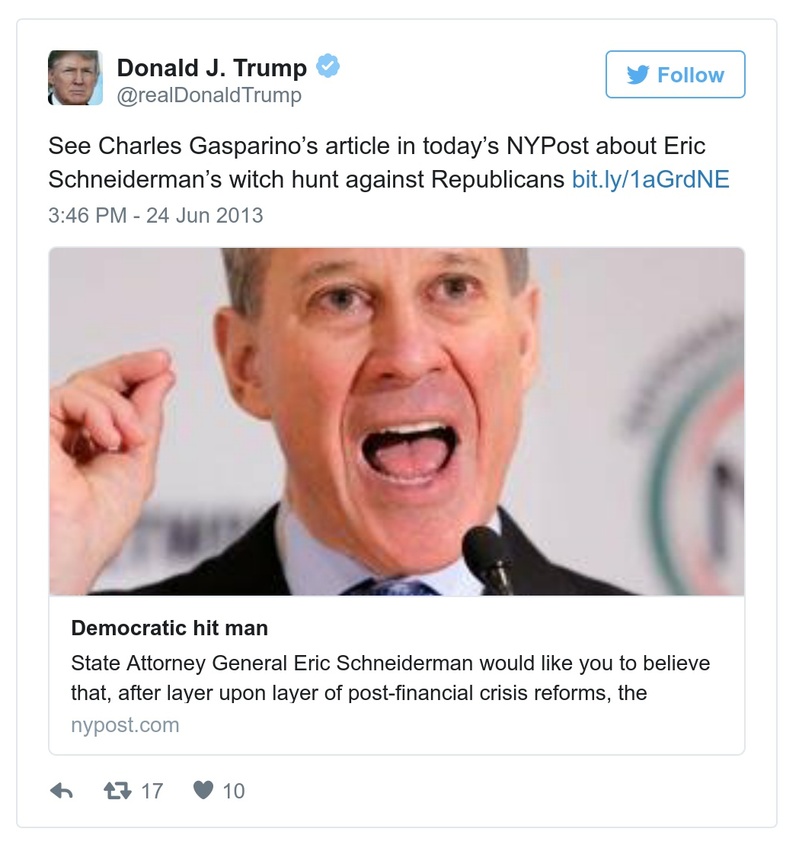 Donald J. Trump
@realDonaldTrump
Follow
See Charles Gasparino’s article in today’s NYPost about Eric
Schneiderman’s witch hunt against Republicans bit.ly/1aGrdNE
3:46 PM - 24 Jun 2013
Democratic hit man
State Attorney General Eric Schneiderman would like you to believe
that, after layer upon layer of post-financial crisis reforms, the
nypost.com
17 10